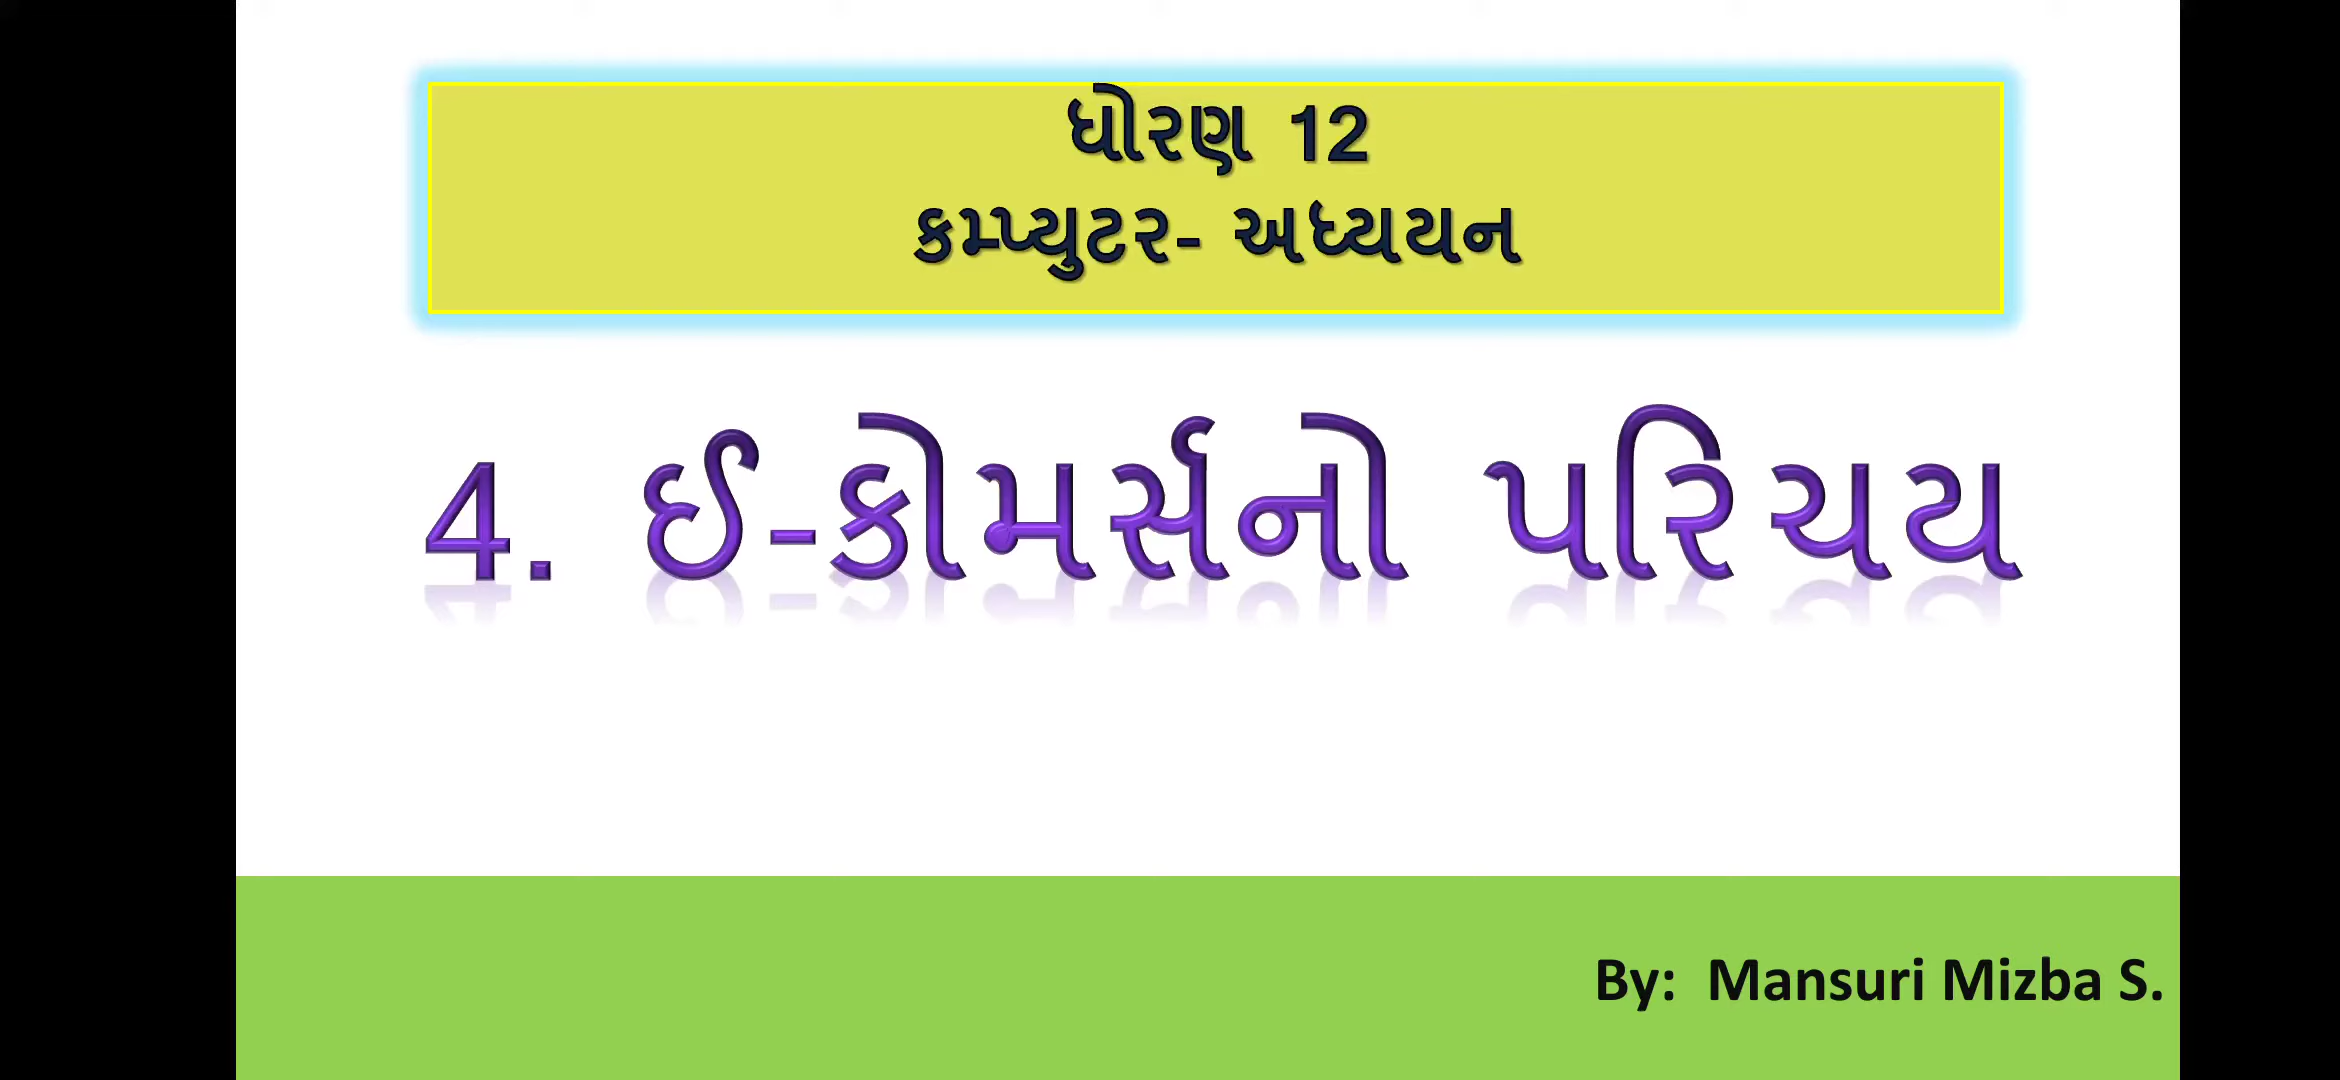 ધોરણ 12
કમ્પ્યુટર- અધ્યયન
4. ઈ-કોમર્સનો પરિચય
By: Mansuri Mizba S.